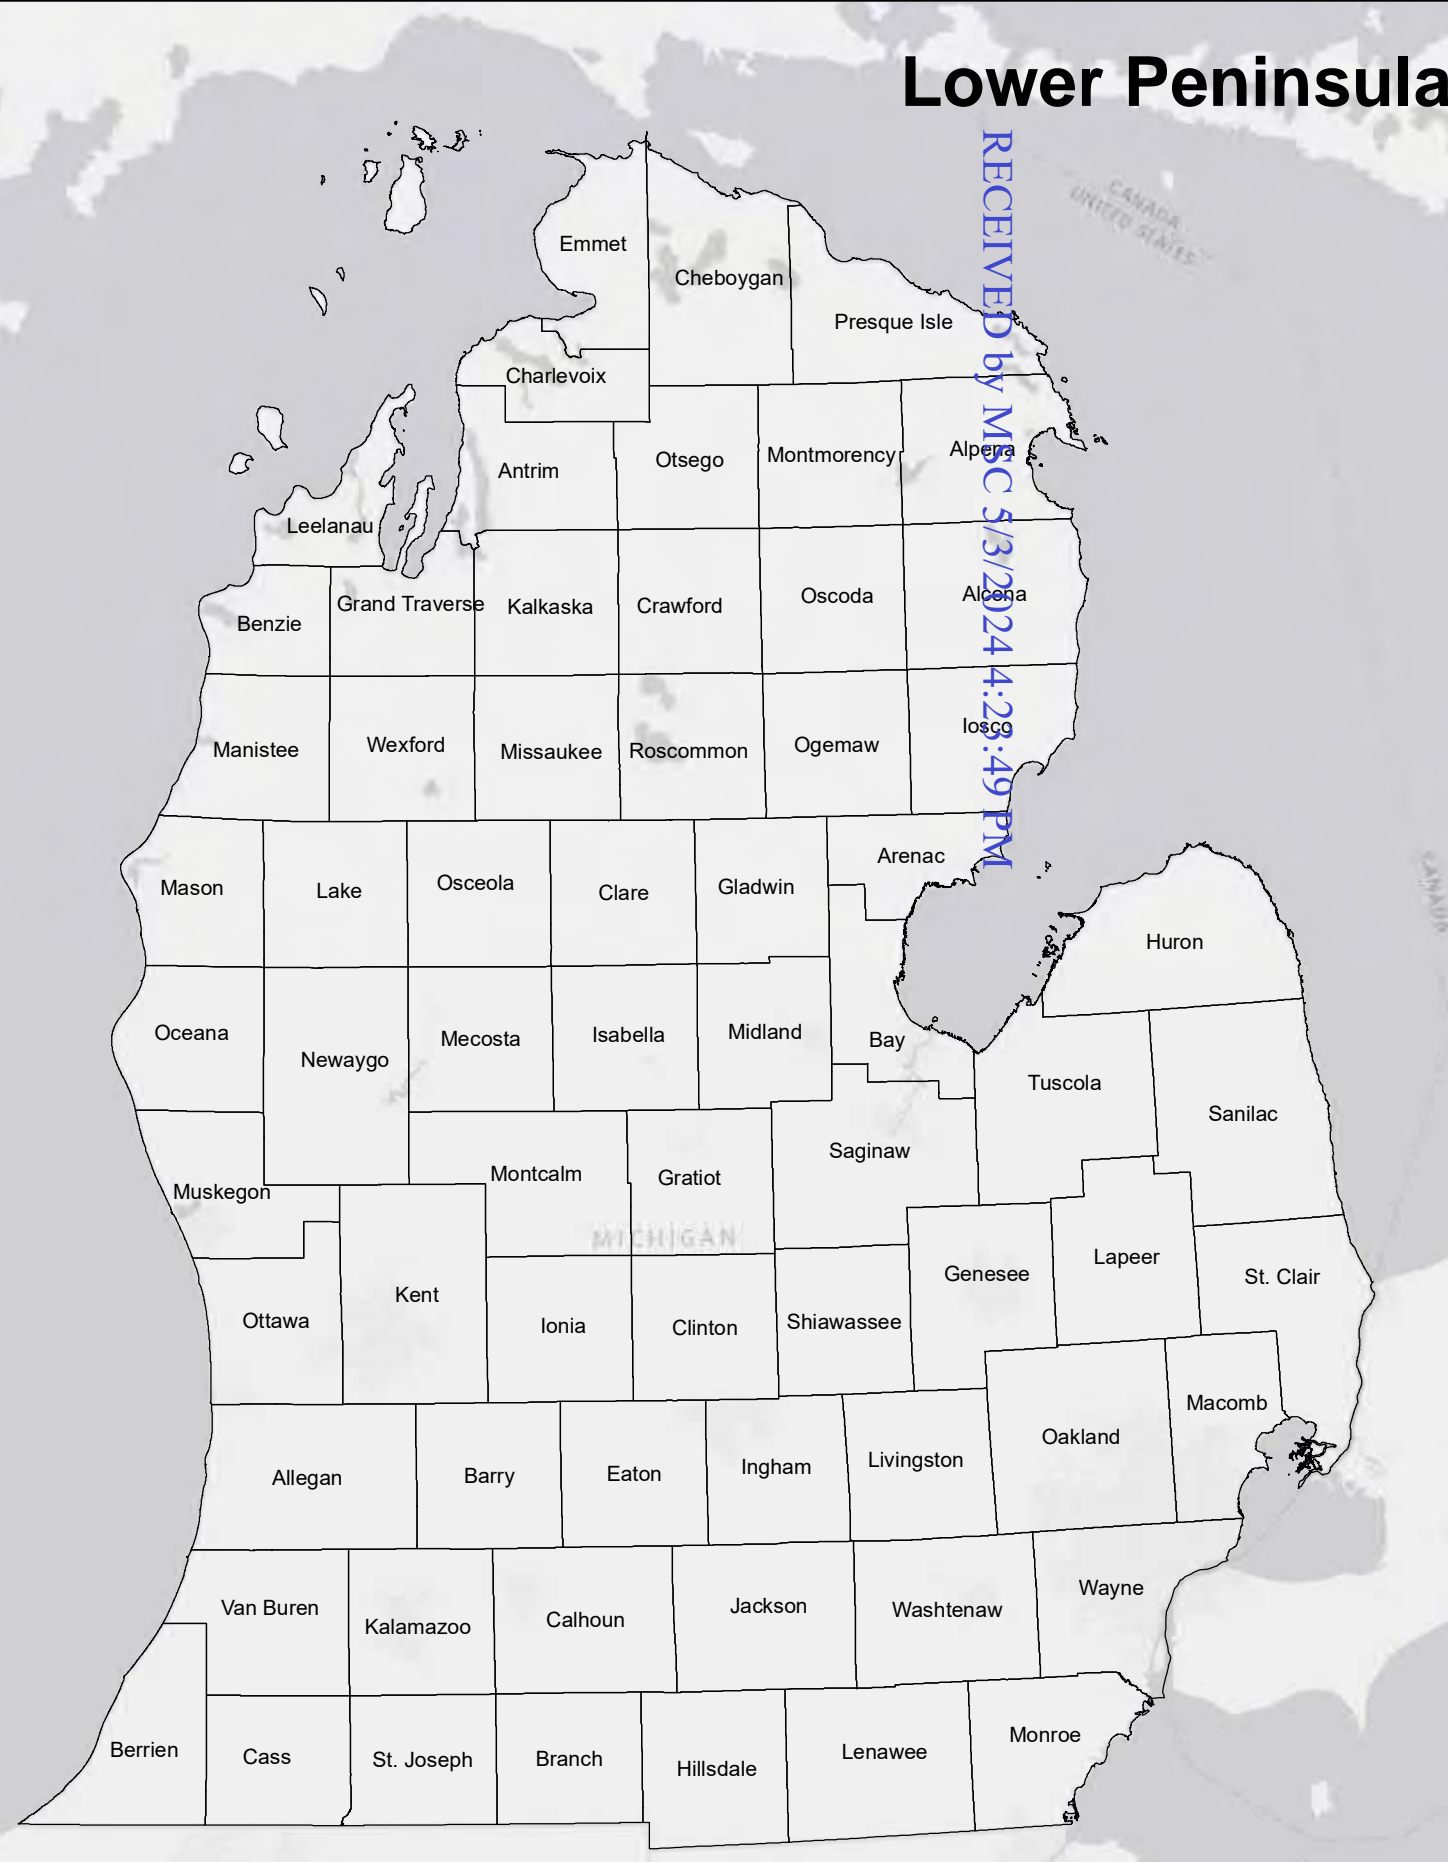 Lower Peninsula
RECEIVED by MSC 5/3/2024 4:23:49 PM
CANADA
UNITED STATES
Emmet
Cheboygan
Presque Isle
Charlevoix
Antrim
Otsego
Montmorency
Alpena
Leelanau
Benzie
Grand Traverse
Kalkaska
Crawford
Oscoda
Alcona
Manistee
Wexford
Missaukee
Roscommon
Ogemaw
Iosco
Mason
Lake
Osceola
Clare
Gladwin
Arenac
Huron
Oceana
Newaygo
Mecosta
Isabella
Midland
Bay
Tuscola
Sanilac
Muskegon
Montcalm
Gratiot
Saginaw
MICHIGAN
Ottawa
Kent
Ionia
Clinton
Shiawassee
Genesee
Lapeer
St. Clair
Allegan
Barry
Eaton
Ingham
Livingston
Oakland
Macomb
Van Buren
Kalamazoo
Calhoun
Jackson
Washtenaw
Wayne
Berrien
Cass
St. Joseph
Branch
Hillsdale
Lenawee
Monroe